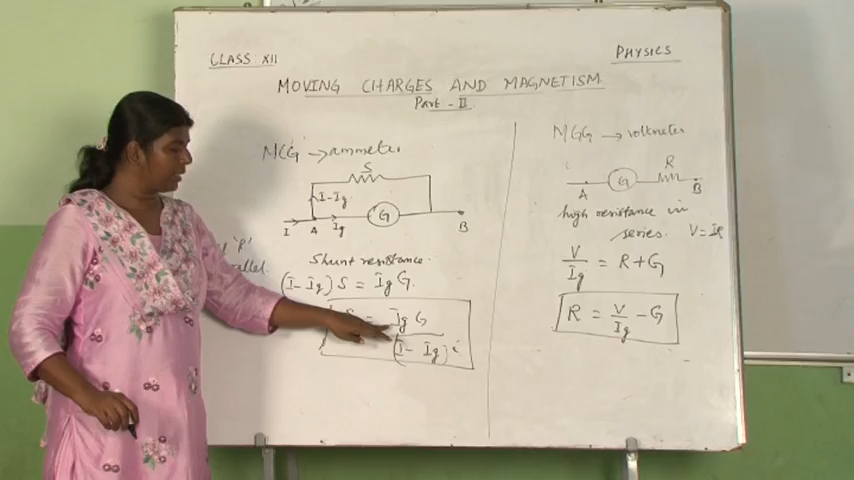 CLASS: XII
PHYSICS
MOVING CHARGES AND MAGNETISM
Part - II
MCG → ammeter
S
I - Ig
G
I A Ig B
Shunt resistance.
(I - Ig) S = Ig G.
S = Ig G
(I - Ig)
MGG → voltmeter
R
G
A B
high resistance in
series. V = IR
V/Ig = R + G
R = V/Ig - G